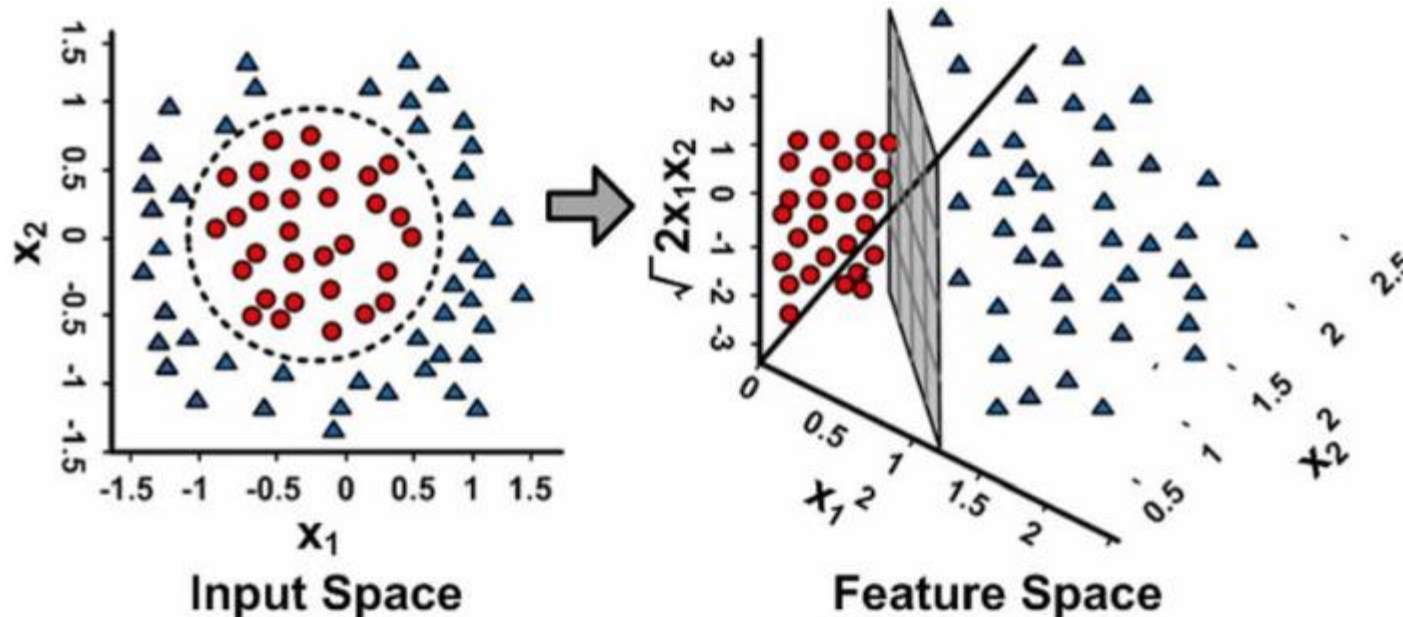 1.5
1
0.5
0
-0.5
-1
-1.5
x₂
-1.5 -1 -0.5 0 0.5 1 1.5
x₁
Input Space
3
2
1
0
-1
-2
-3
√2x₁x₂
0 0.5 1 1.5 2
x₁²
0.5 1 1.5 2 2.5
x₂²
Feature Space